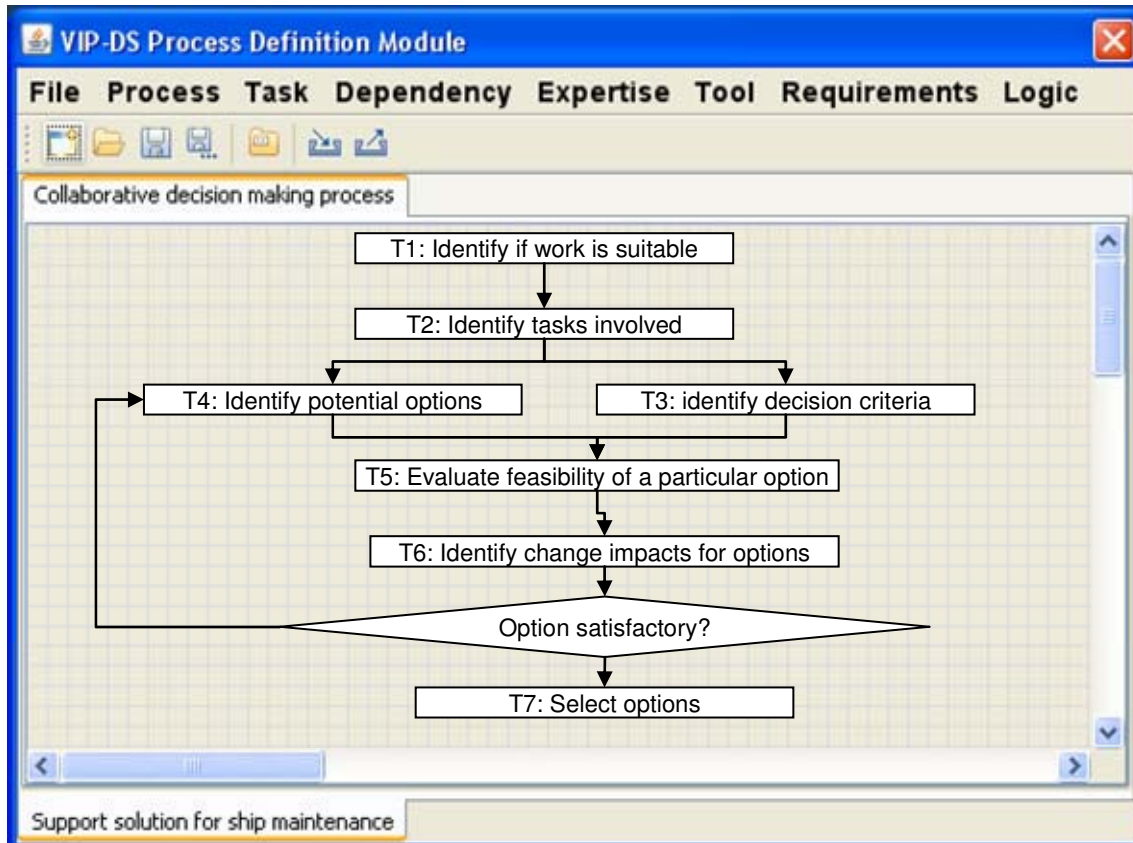 VIP-DS Process Definition Module
File Process Task Dependency Expertise Tool Requirements Logic
Collaborative decision making process
T1: Identify if work is suitable
T2: Identify tasks involved
T4: Identify potential options
T3: identify decision criteria
T5: Evaluate feasibility of a particular option
T6: Identify change impacts for options
Option satisfactory?
T7: Select options
Support solution for ship maintenance